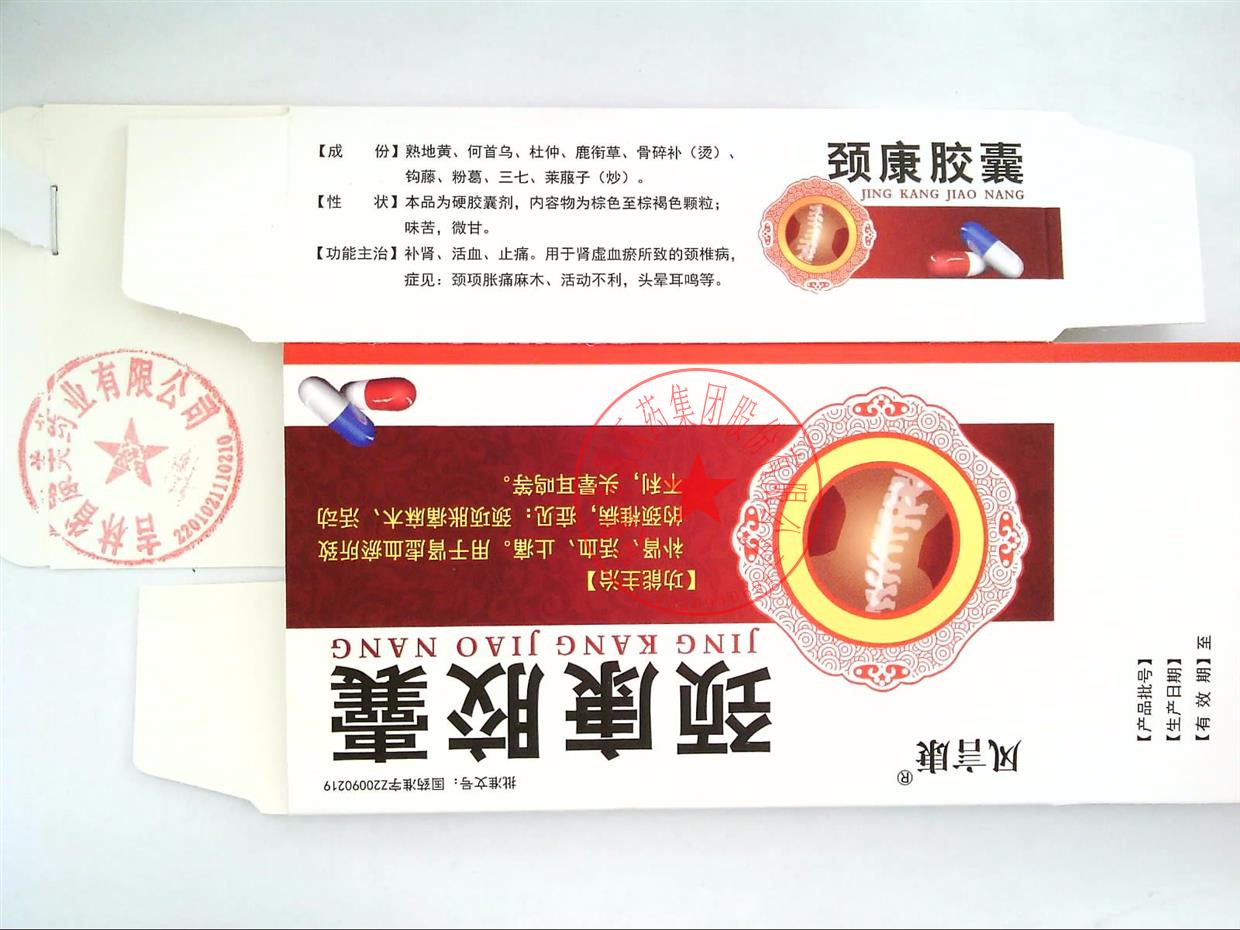 【成　　份】熟地黄、何首乌、杜仲、鹿衔草、骨碎补（烫）、
钩藤、粉葛、三七、莱菔子（炒）。
【性　　状】本品为硬胶囊剂，内容物为棕色至棕褐色颗粒；
味苦，微甘。
【功能主治】补肾、活血、止痛。用于肾虚血瘀所致的颈椎病，
症见：颈项胀痛麻木、活动不利，头晕耳鸣等。
颈康胶囊
JING KANG JIAO NANG
药业有限公司
吉林省
2201021110210
药集团股份
批准文号：国药准字Z20090219
风言康®
颈康胶囊
JING KANG JIAO NANG
【功能主治】
补肾、活血、止痛。用于肾虚血瘀所致
的颈椎病，症见：颈项胀痛麻木、活动
不利，头晕耳鸣等。
【产品批号】
【生产日期】
【有 效 期】至